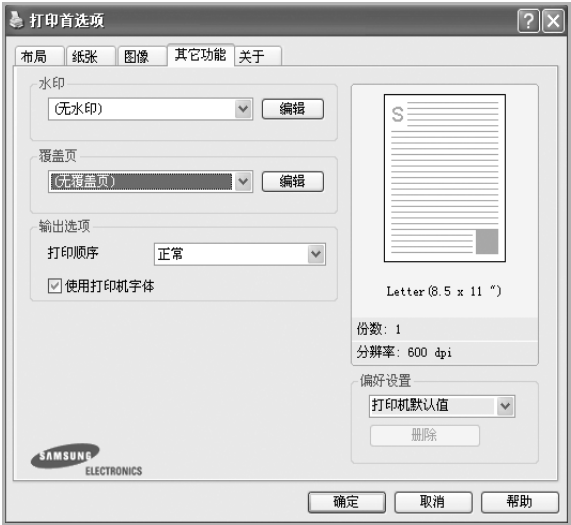 打印首选项
布局 纸张 图像 其它功能 关于
水印
(无水印) 编辑
覆盖页
(无覆盖页) 编辑
输出选项
打印顺序 正常
使用打印机字体
S
Letter(8.5 x 11 ")
份数: 1
分辨率: 600 dpi
偏好设置
打印机默认值
删除
SAMSUNG
ELECTRONICS
确定 取消 帮助